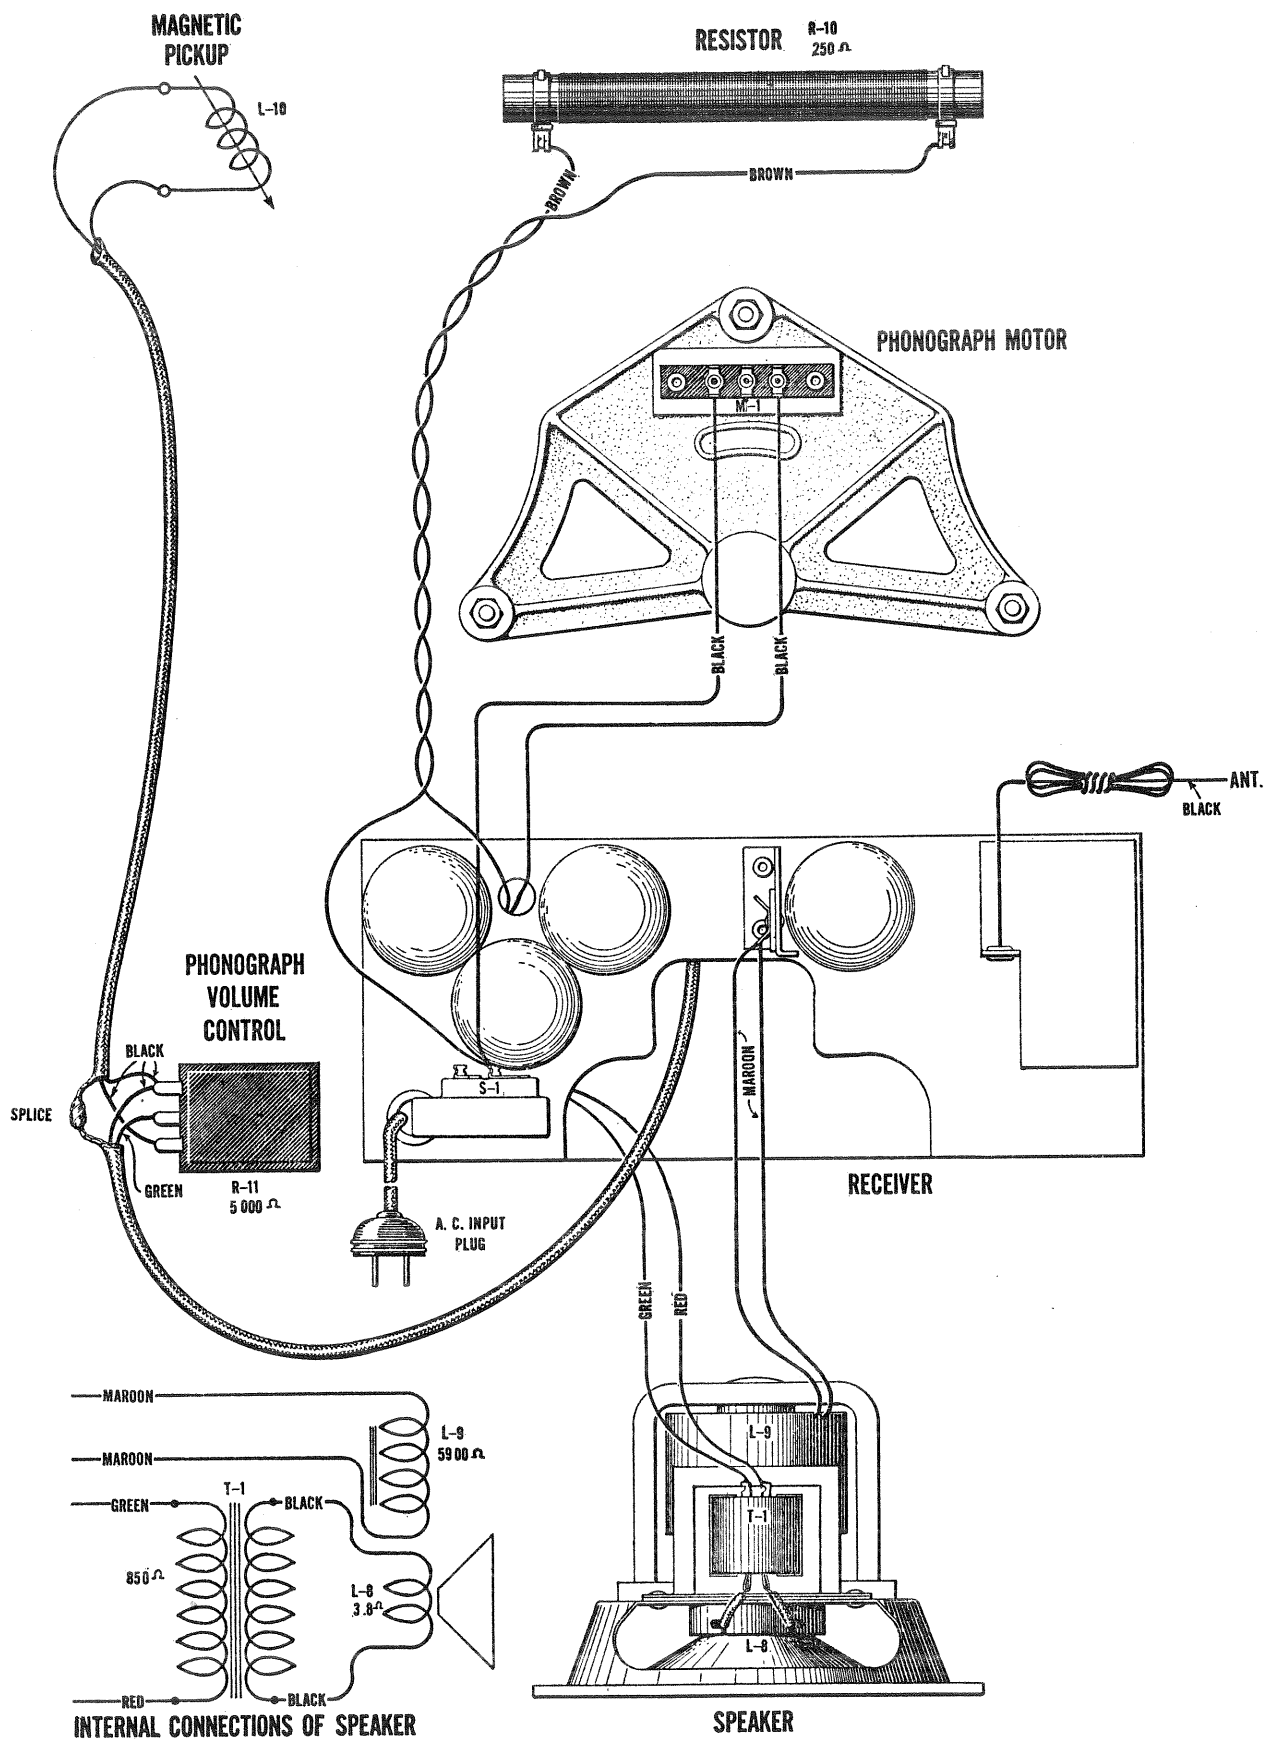 MAGNETIC
PICKUP
L-10
RESISTOR
R-10
250 Ω
BROWN
BROWN
PHONOGRAPH MOTOR
M-1
BLACK
BLACK
ANT.
BLACK
PHONOGRAPH
VOLUME
CONTROL
BLACK
SPLICE
GREEN
R-11
5000 Ω
S-1
A. C. INPUT
PLUG
MAROON
RECEIVER
GREEN
RED
MAROON
L-9
5900 Ω
MAROON
T-1
GREEN
BLACK
850 Ω
L-8
3.8 Ω
RED
BLACK
INTERNAL CONNECTIONS OF SPEAKER
L-9
T-1
L-8
SPEAKER